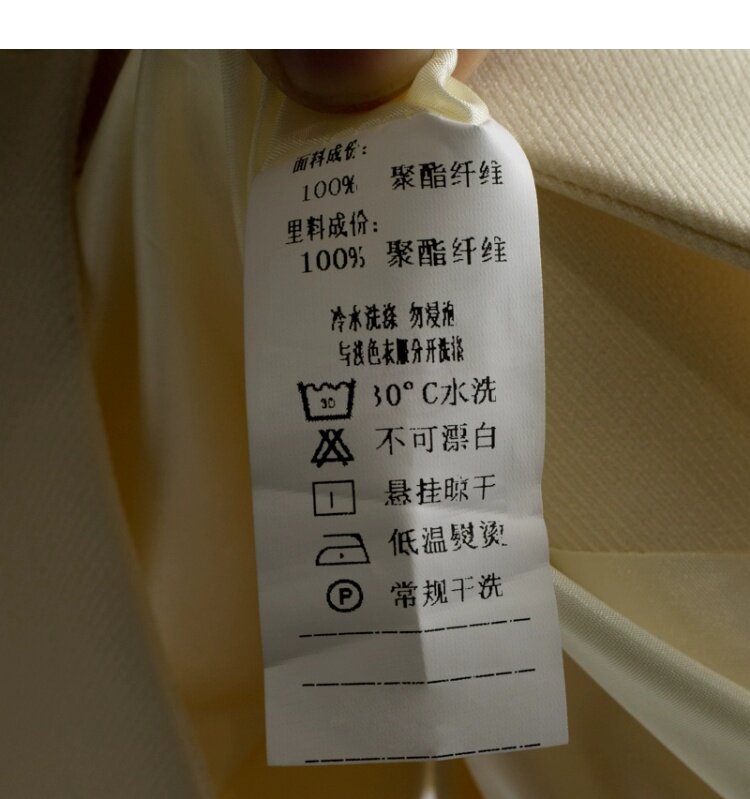 面料成份:
100% 聚酯纤维
里料成份:
100% 聚酯纤维
冷水洗涤 勿浸泡
与浅色衣服分开洗涤
30 30°C水洗
不可漂白
悬挂晾干
低温熨烫
P 常规干洗